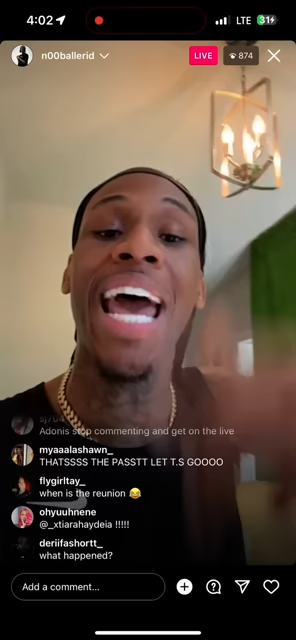 4:02
LTE
31
n00ballerid
LIVE
874
Adonis stop commenting and get on the live
myaaalashawn_
THATSSSS THE PASSTT LET T.S GOOOO
flygirltay_
when is the reunion 😂
ohyuuhnene
@_xtiarahaydeia !!!!!
deriifashortt_
what happened?
Add a comment...